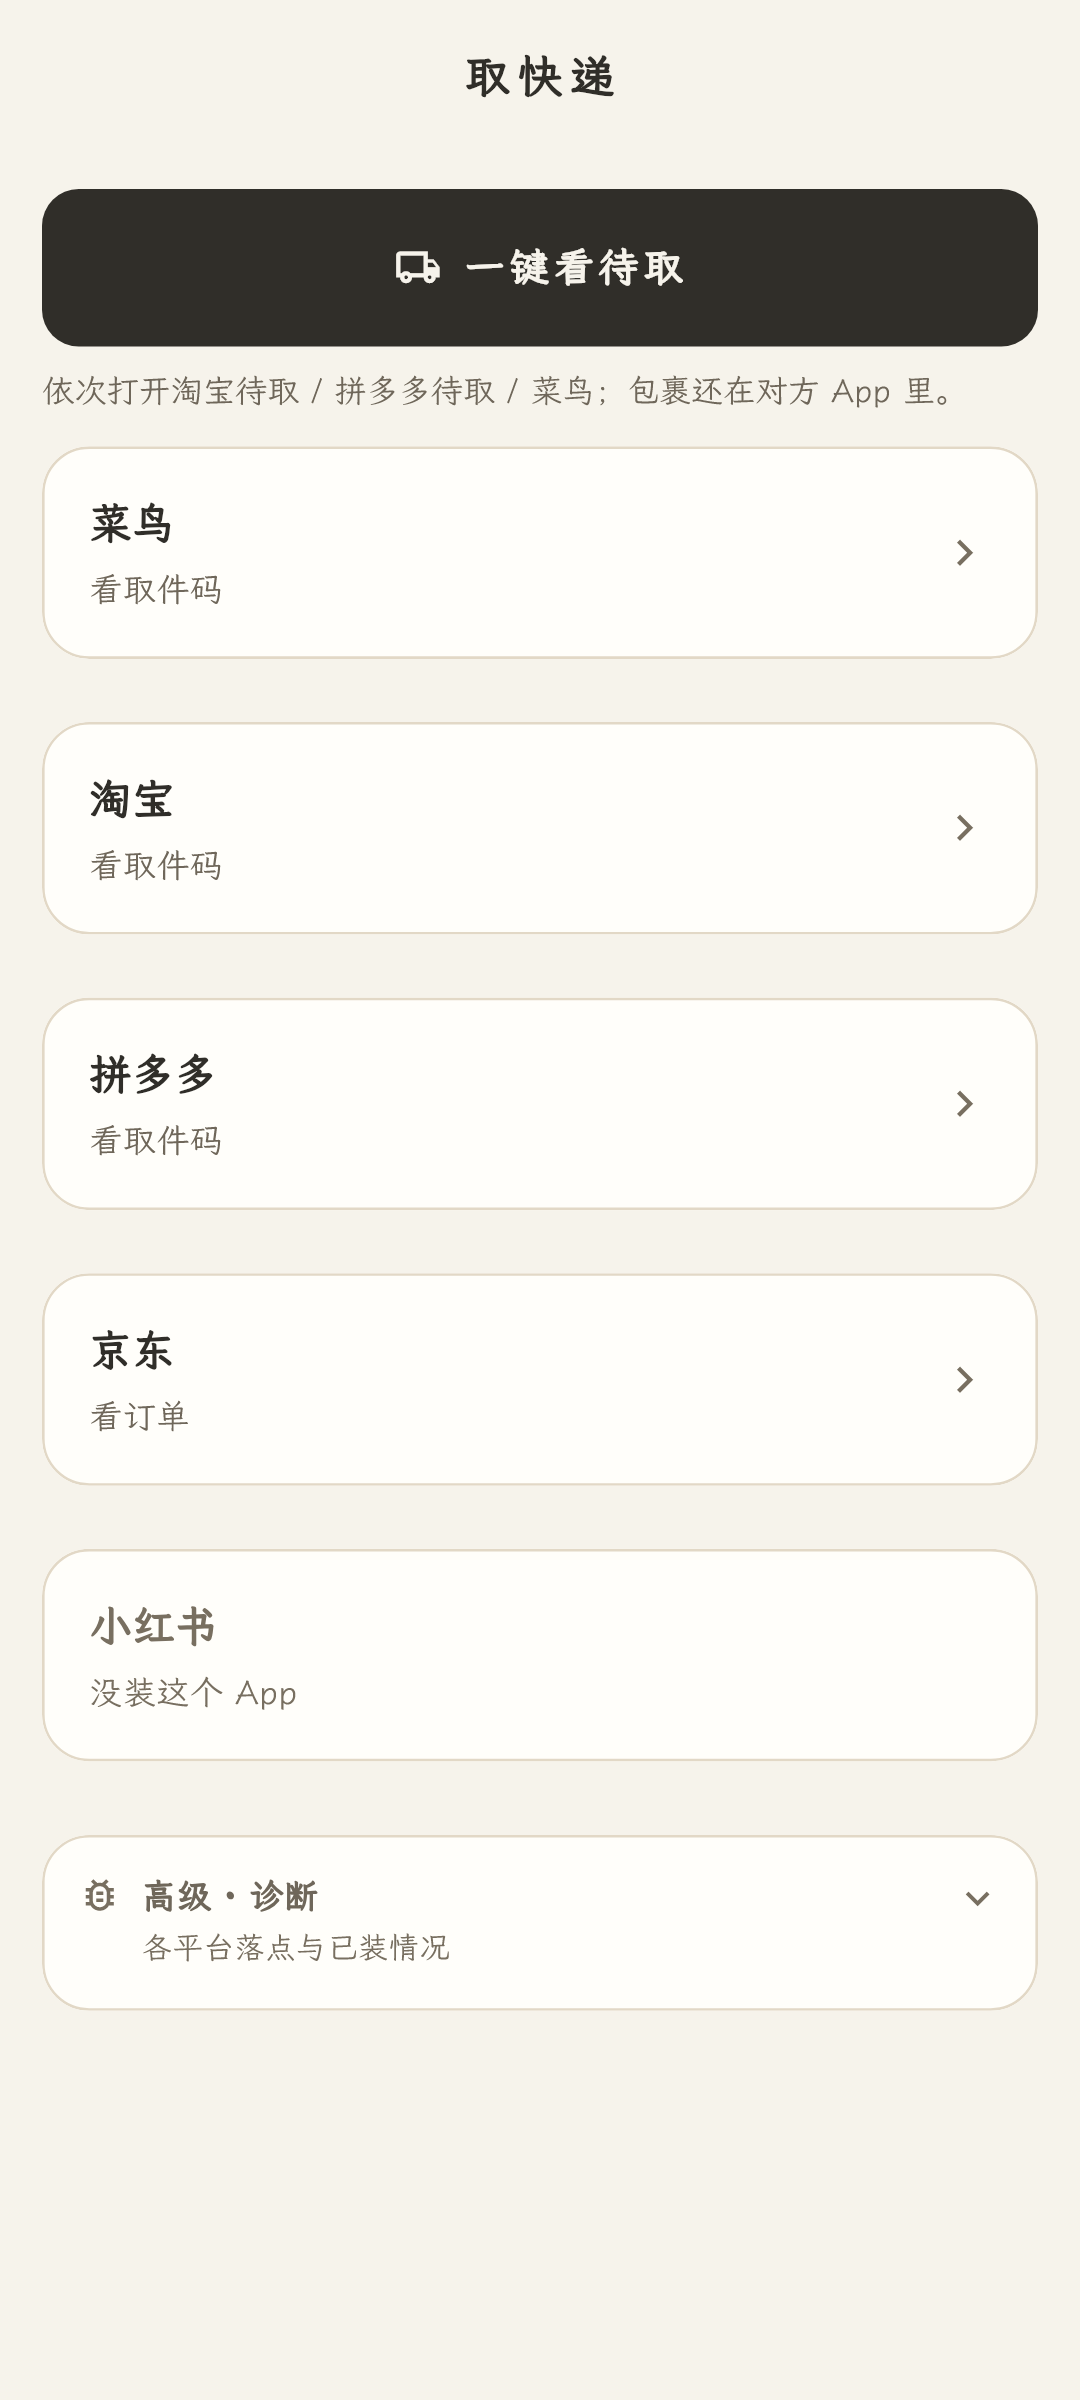 取快递
一键看待取
依次打开淘宝待取 / 拼多多待取 / 菜鸟；包裹还在对方 App 里。
菜鸟
看取件码
淘宝
看取件码
拼多多
看取件码
京东
看订单
小红书
没装这个 App
高级·诊断
各平台落点与已装情况